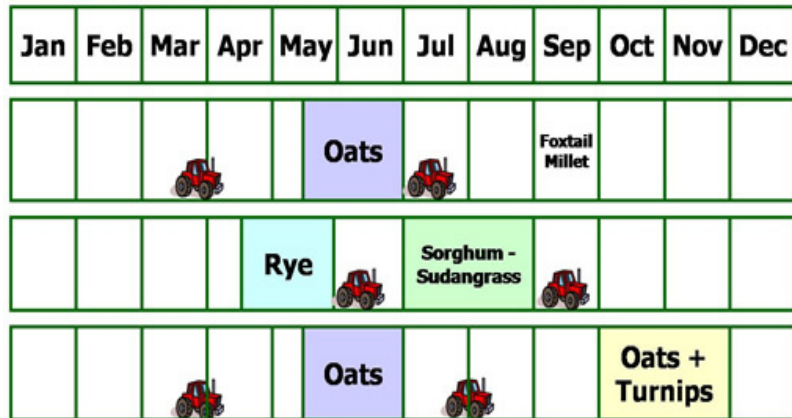 Jan Feb Mar Apr May Jun Jul Aug Sep Oct Nov Dec
Oats
Foxtail
Millet
Rye
Sorghum -
Sudangrass
Oats
Oats +
Turnips